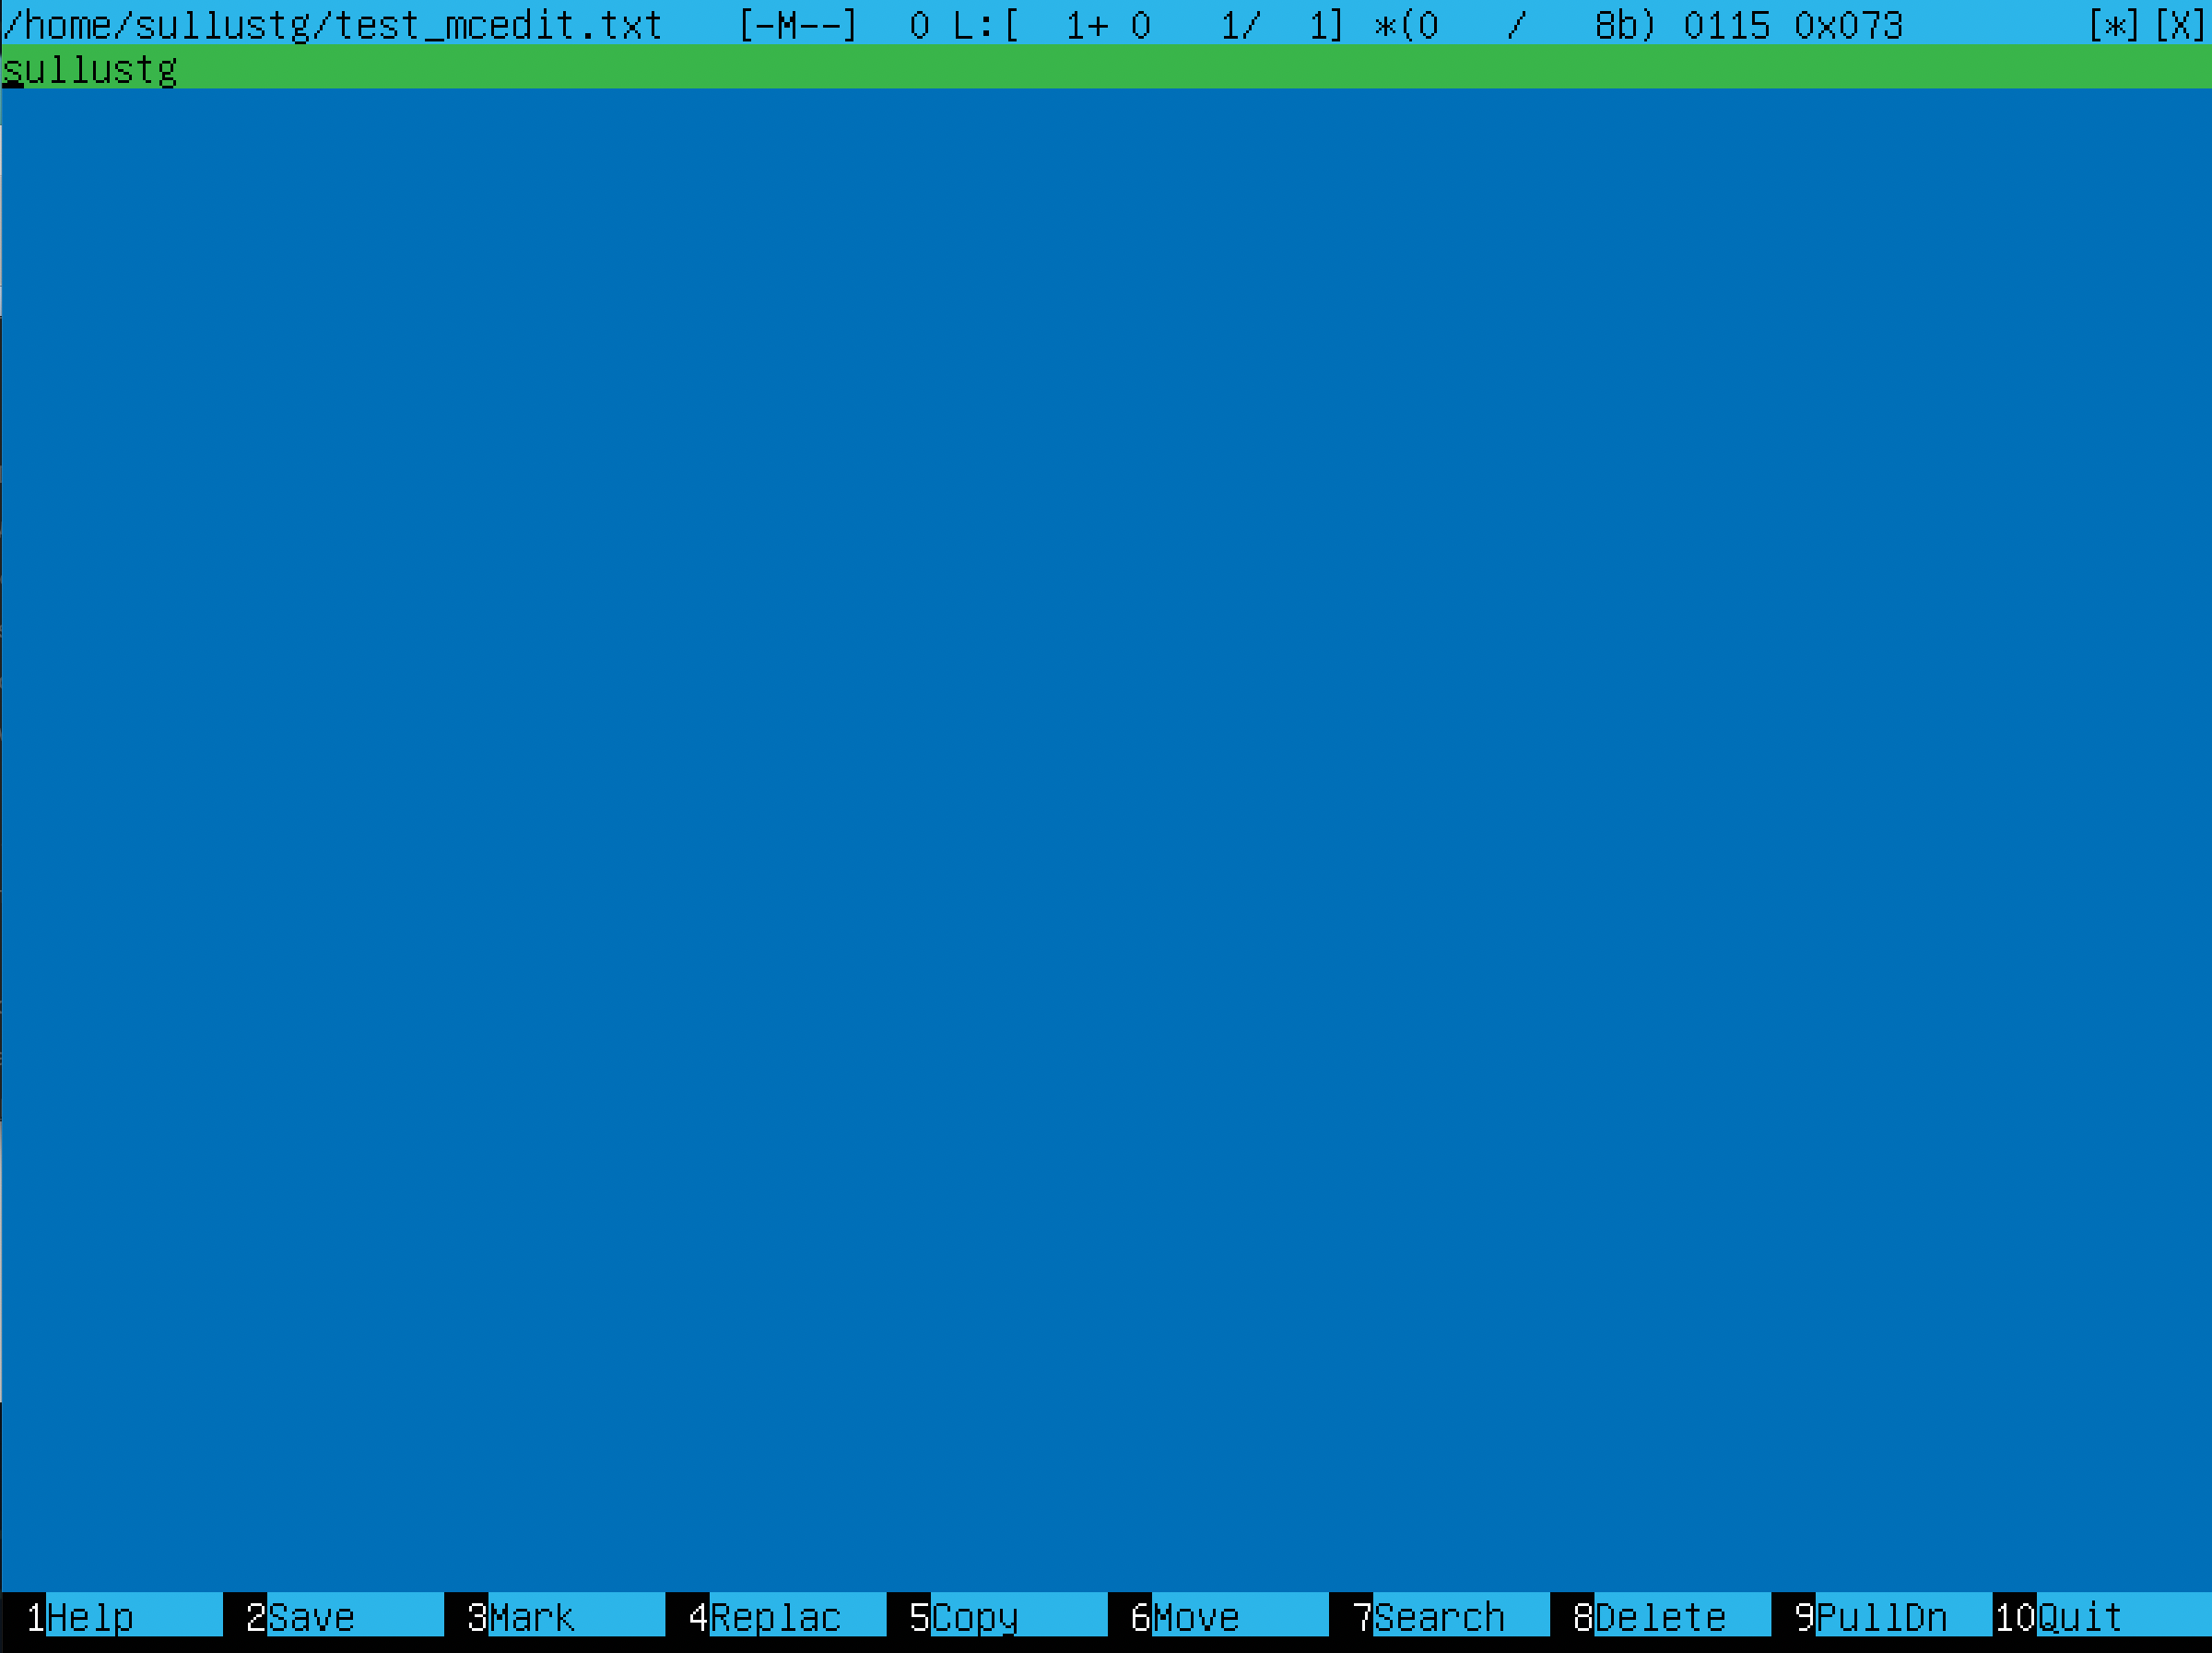 /home/sullustg/test_mcedit.txt [-M--] 0 L:[ 1+ 0 1/ 1] *(0 / 8b) 0115 0x073 [*][X]
sullustg
1Help 2Save 3Mark 4Replac 5Copy 6Move 7Search 8Delete 9PullDn 10Quit